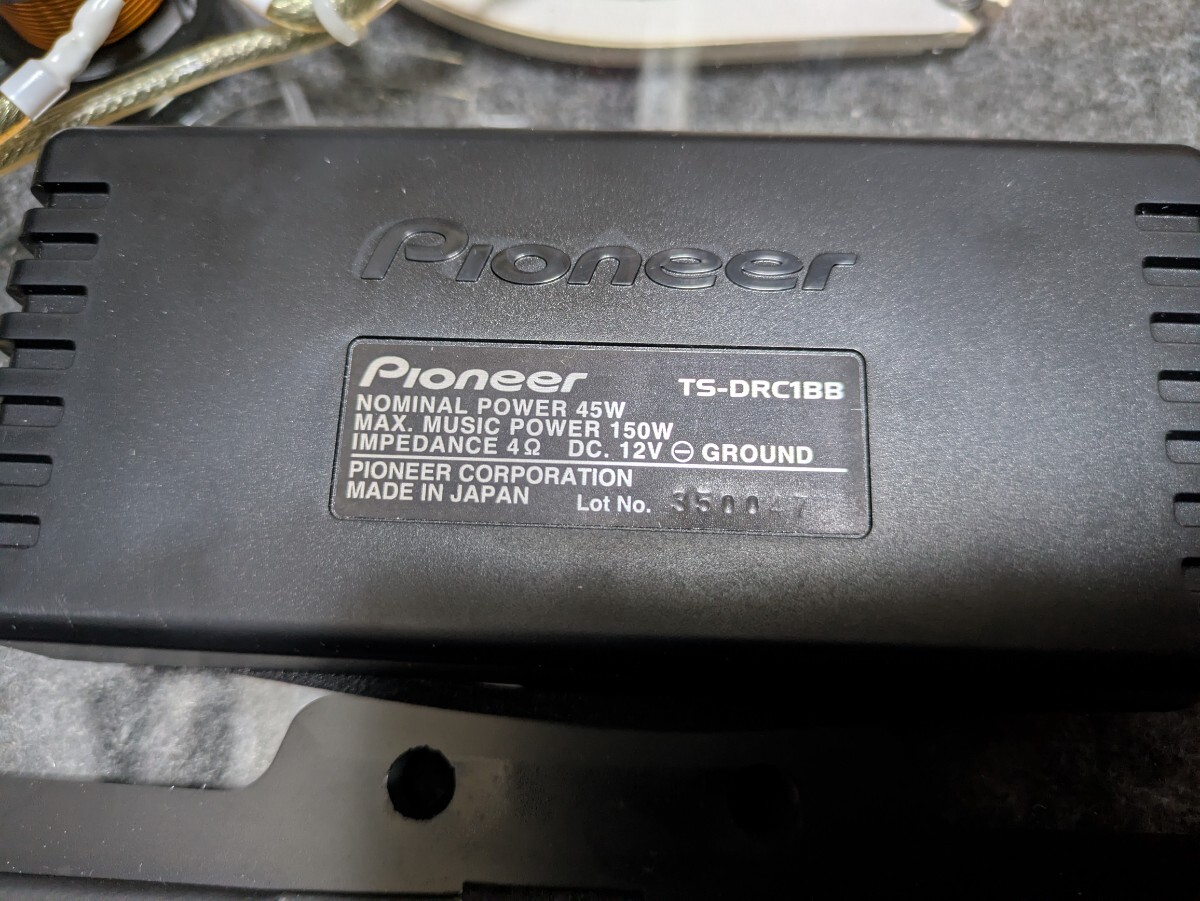 Pioneer
Pioneer TS-DRC1BB
NOMINAL POWER 45W
MAX. MUSIC POWER 150W
IMPEDANCE 4Ω DC. 12V ⊖ GROUND
PIONEER CORPORATION
MADE IN JAPAN Lot No.